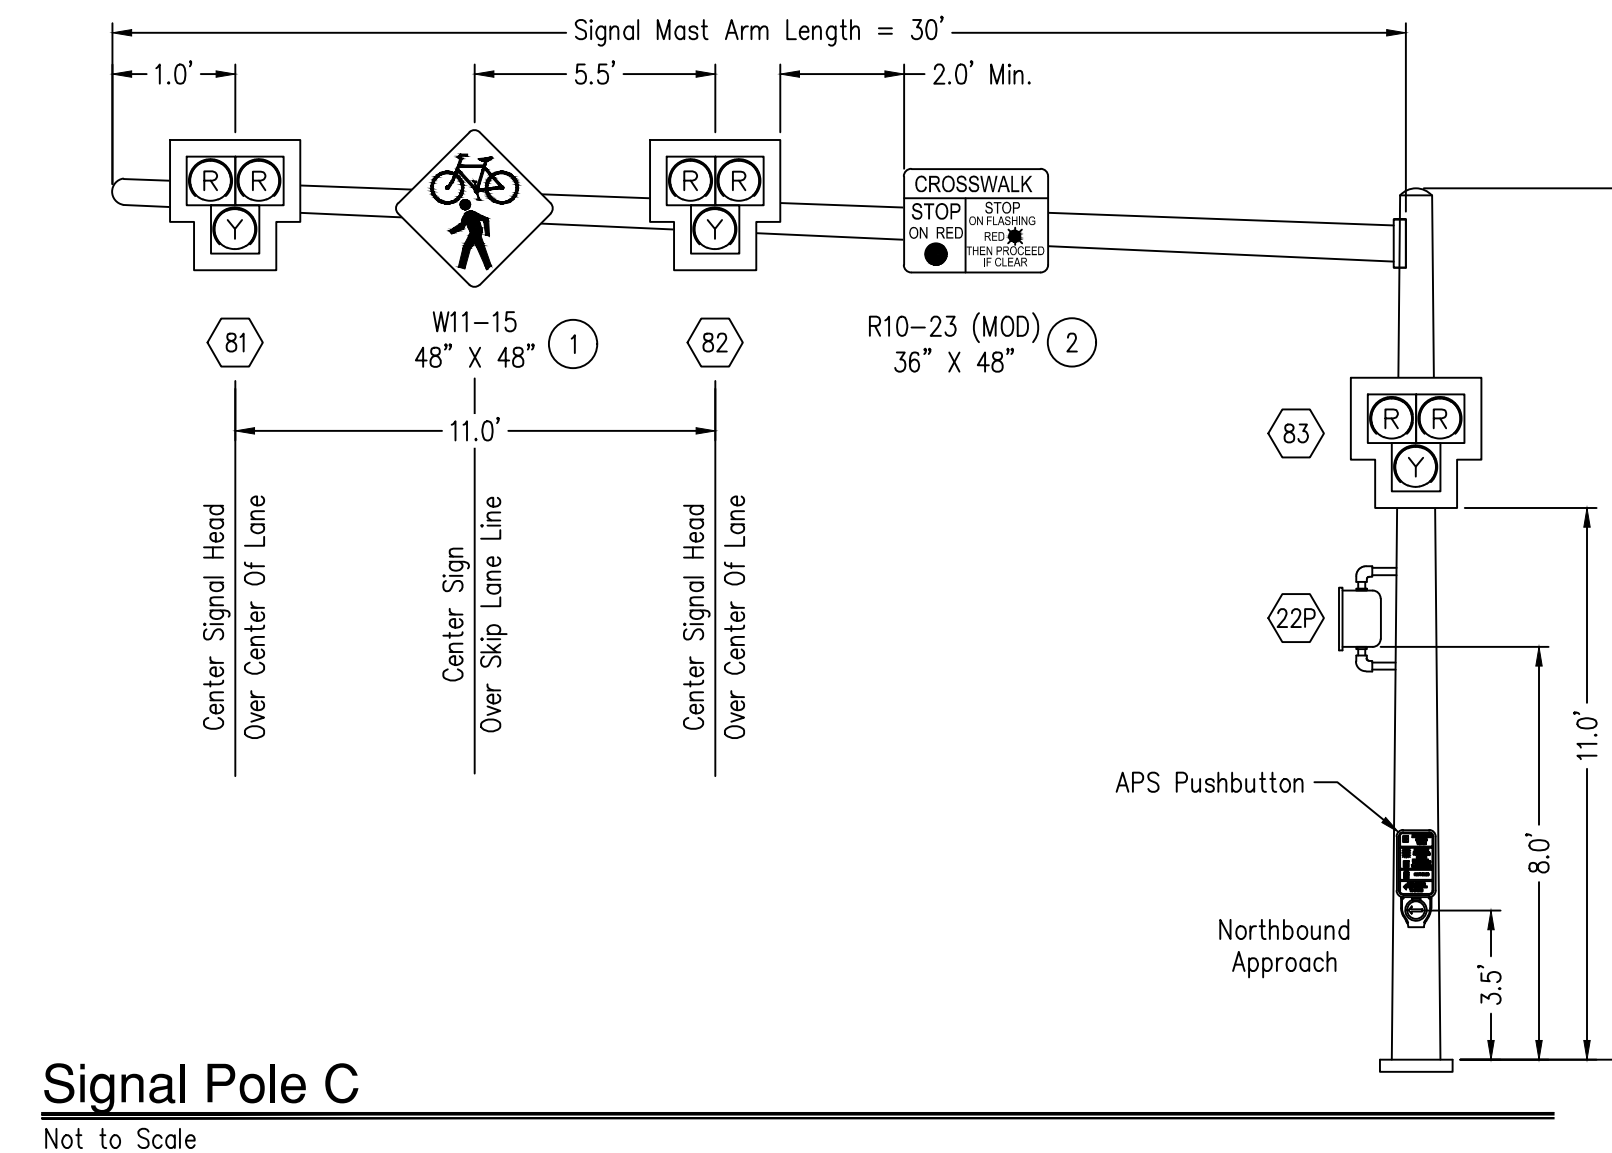 Signal Mast Arm Length = 30'
1.0'
5.5'
2.0' Min.
R R
Y
R R
Y
CROSSWALK
STOP
ON RED
STOP
ON FLASHING
RED
THEN PROCEED
IF CLEAR
81
W11-15
48" X 48"
1
82
R10-23 (MOD)
36" X 48"
2
11.0'
83
R R
Y
Center Signal Head
Over Center Of Lane
Center Sign
Over Skip Lane Line
Center Signal Head
Over Center Of Lane
22P
11.0'
8.0'
3.5'
APS Pushbutton
Northbound
Approach
Signal Pole C
Not to Scale